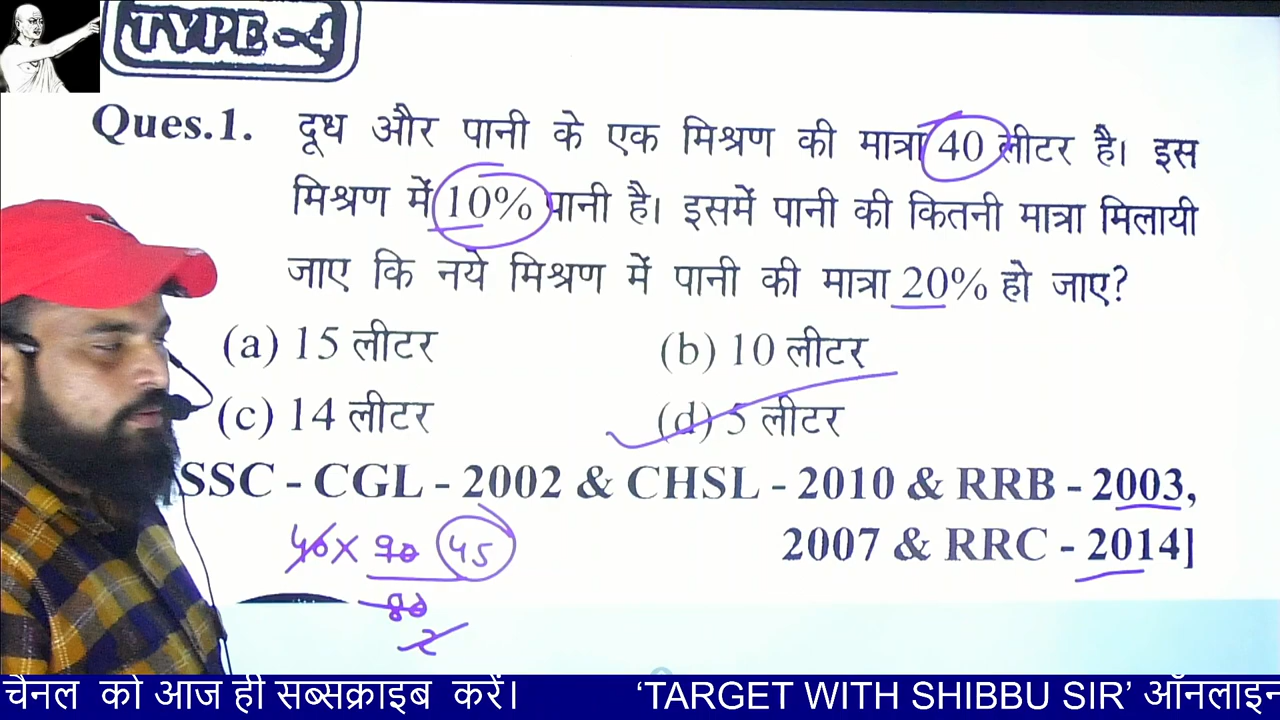 TYPE-4
Ques.1. दूध और पानी के एक मिश्रण की मात्रा 40 लीटर है। इस
मिश्रण में 10% पानी है। इसमें पानी की कितनी मात्रा मिलायी
जाए कि नये मिश्रण में पानी की मात्रा 20% हो जाए?
(a) 15 लीटर (b) 10 लीटर
(c) 14 लीटर (d) 5 लीटर
SSC - CGL - 2002 & CHSL - 2010 & RRB - 2003,
2007 & RRC - 2014]
40 X 90 45
80
2
चैनल को आज ही सब्सक्राइब करें। ‘TARGET WITH SHIBBU SIR’ ऑनलाइन